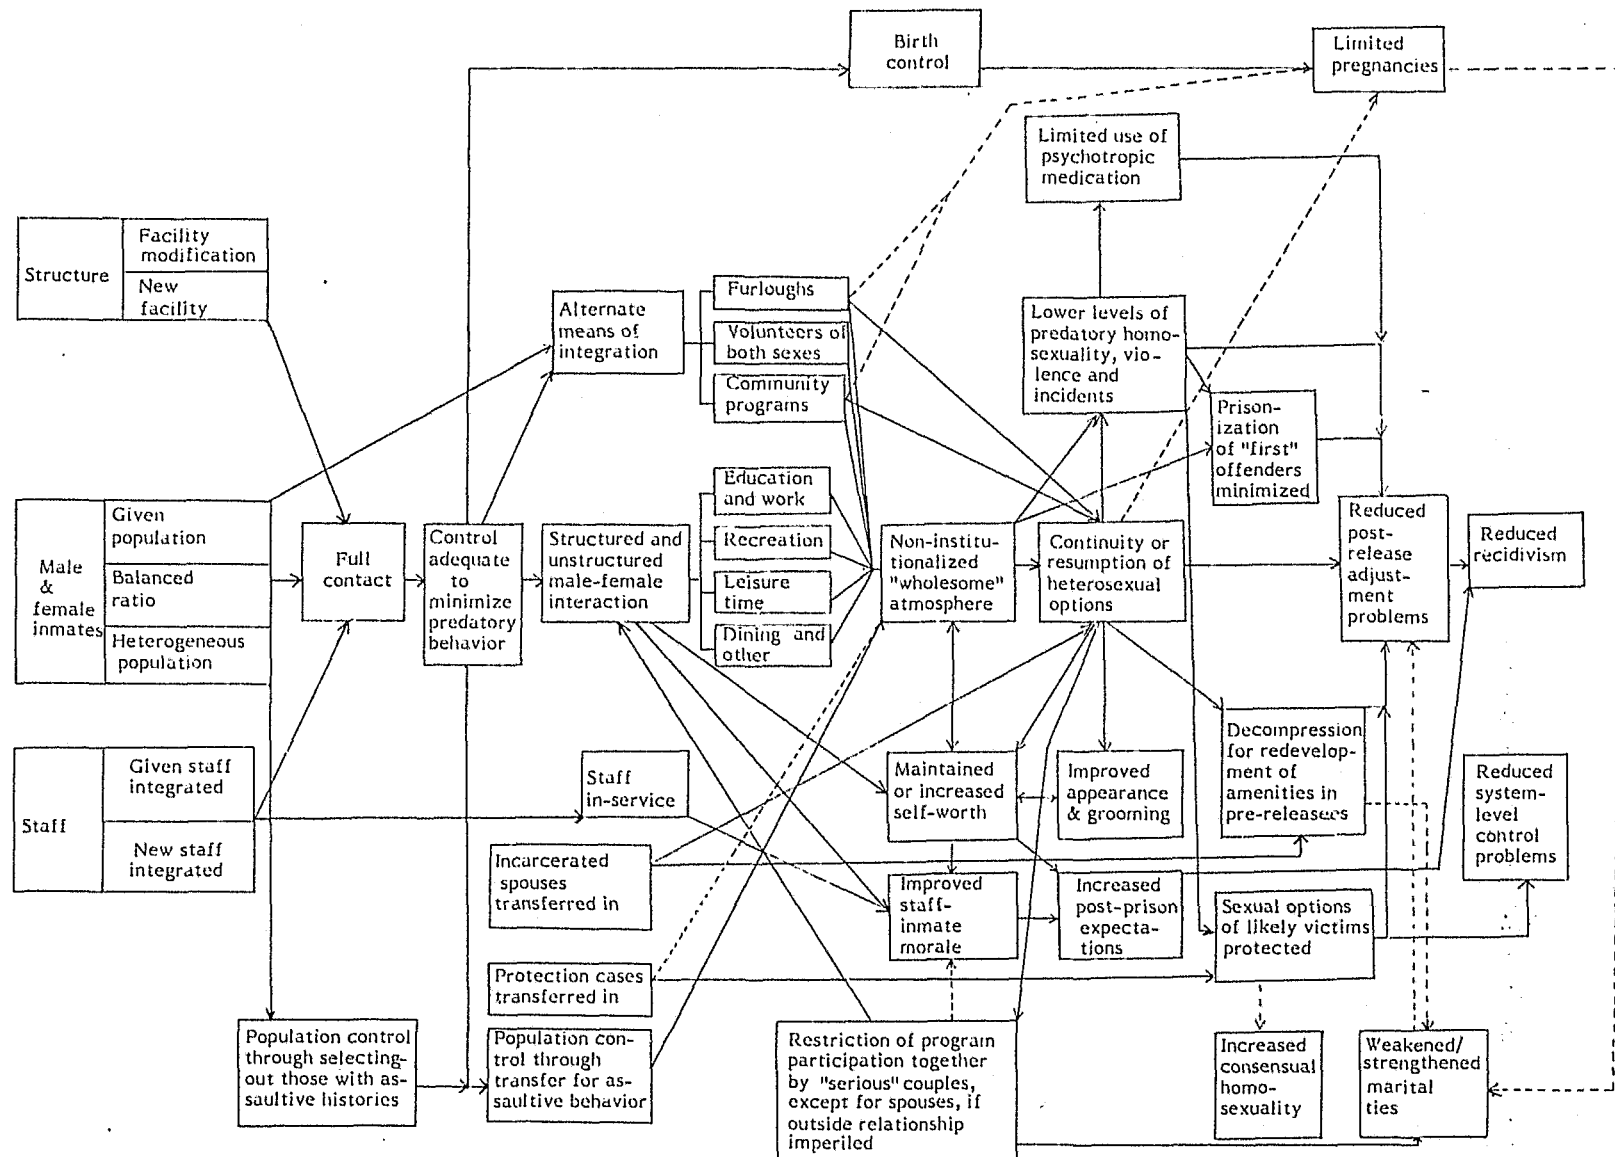 Birth
control
Limited
pregnancies
Limited use of
psychotropic
medication
Structure
Facility
modification
New
facility
Alternate
means of
integration
Furloughs
Volunteers of
both sexes
Community
programs
Lower levels of
predatory homo-
sexuality, vio-
lence and
incidents
Prison-
ization
of "first"
offenders
minimized
Male
&
female
inmates
Given
population
Balanced
ratio
Heterogeneous
population
Full
contact
Control
adequate
to
minimize
predatory
behavior
Structured and
unstructured
male-female
interaction
Education
and work
Recreation
Leisure
time
Dining and
other
Non-institu-
tionalized
"wholesome"
atmosphere
Continuity or
resumption of
heterosexual
options
Reduced
post-
release
adjust-
ment
problems
Reduced
recidivism
Staff
Given staff
integrated
New staff
integrated
Staff
in-service
Maintained
or increased
self-worth
Improved
appearance
& grooming
Decompression
for redevelop-
ment of
amenities in
pre-releasees
Reduced
system-
level
control
problems
Incarcerated
spouses
transferred in
Improved
staff-
inmate
morale
Increased
post-prison
expecta-
tions
Sexual options
of likely victims
protected
Protection cases
transferred in
Population control
through selecting-
out those with as-
saultive histories
Population con-
trol through
transfer for as-
saultive behavior
Restriction of program
participation together
by "serious" couples,
except for spouses, if
outside relationship
imperiled
Increased
consensual
homo-
sexuality
Weakened/
strengthened
marital
ties